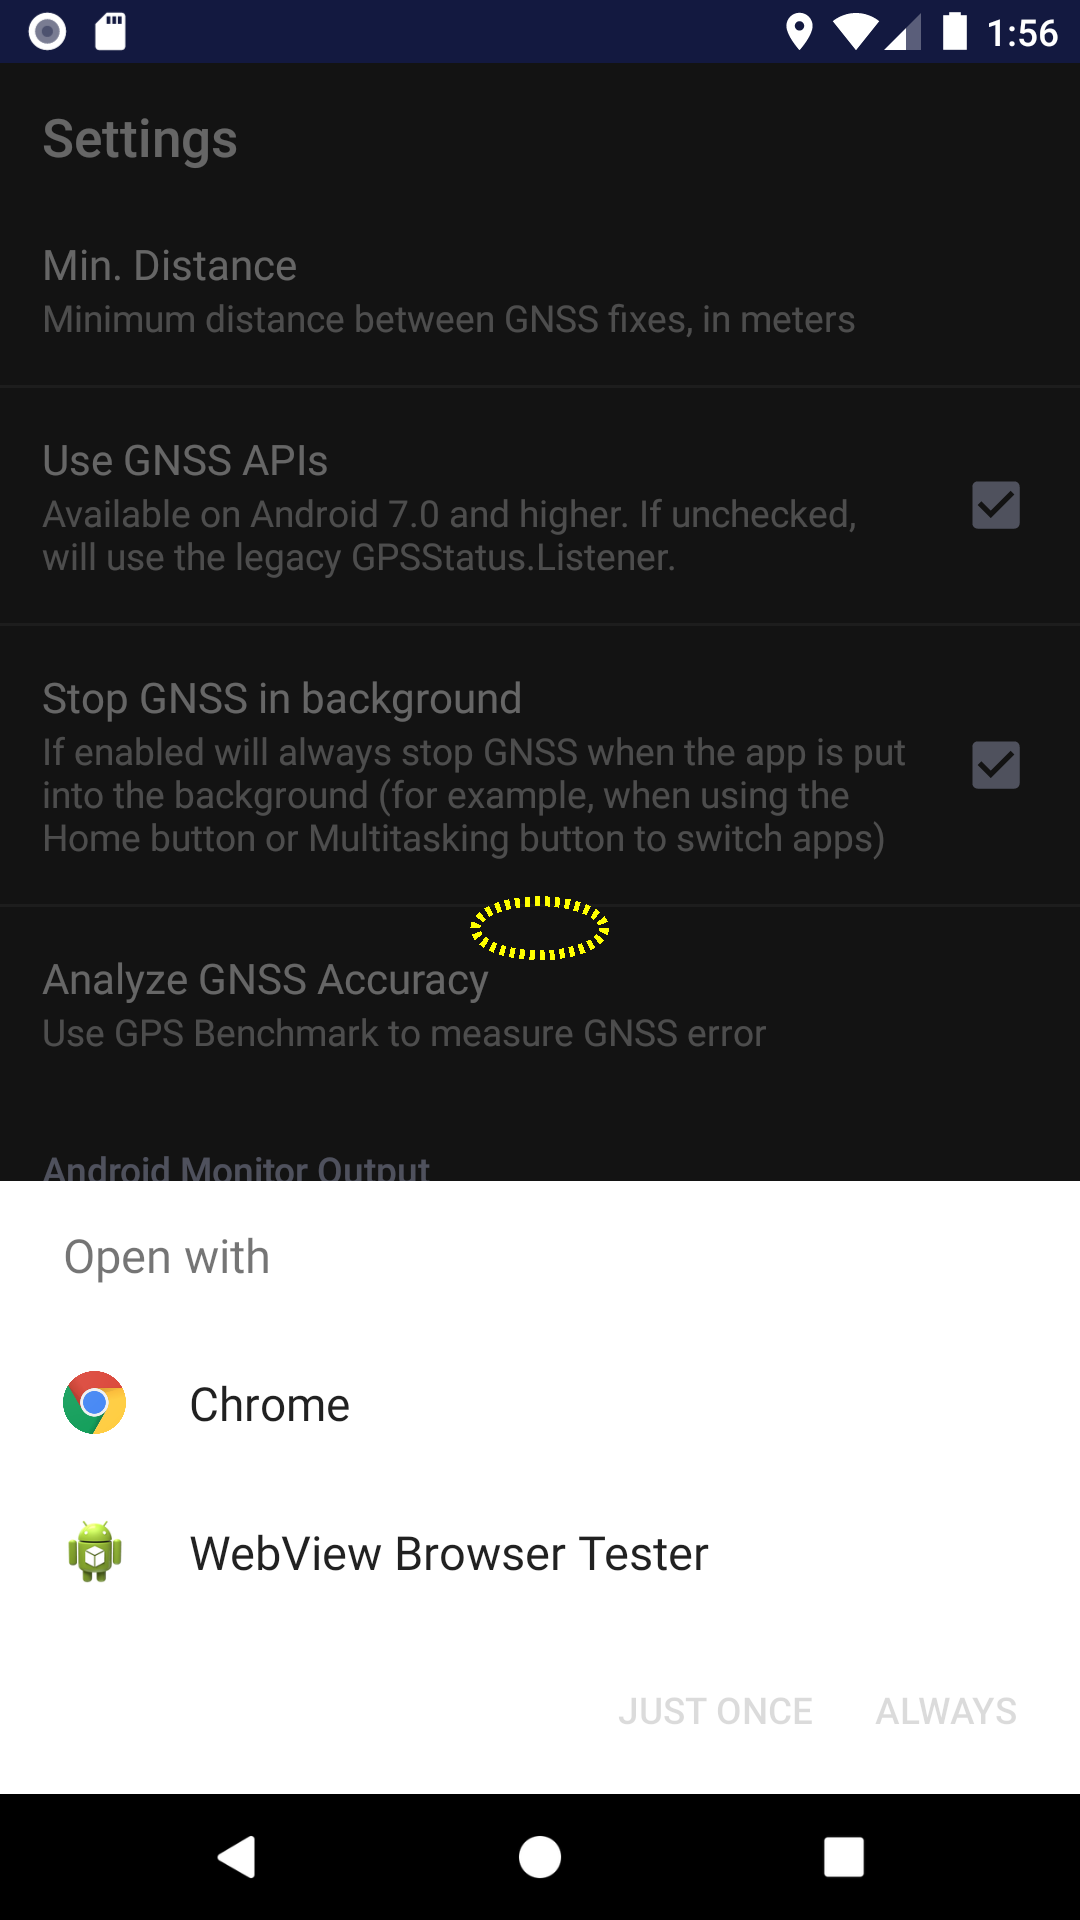 1:56
Settings
Min. Distance
Minimum distance between GNSS fixes, in meters
Use GNSS APIs
Available on Android 7.0 and higher. If unchecked,
will use the legacy GPSStatus.Listener.
Stop GNSS in background
If enabled will always stop GNSS when the app is put
into the background (for example, when using the
Home button or Multitasking button to switch apps)
Analyze GNSS Accuracy
Use GPS Benchmark to measure GNSS error
Android Monitor Output
Open with
Chrome
WebView Browser Tester
JUST ONCE ALWAYS